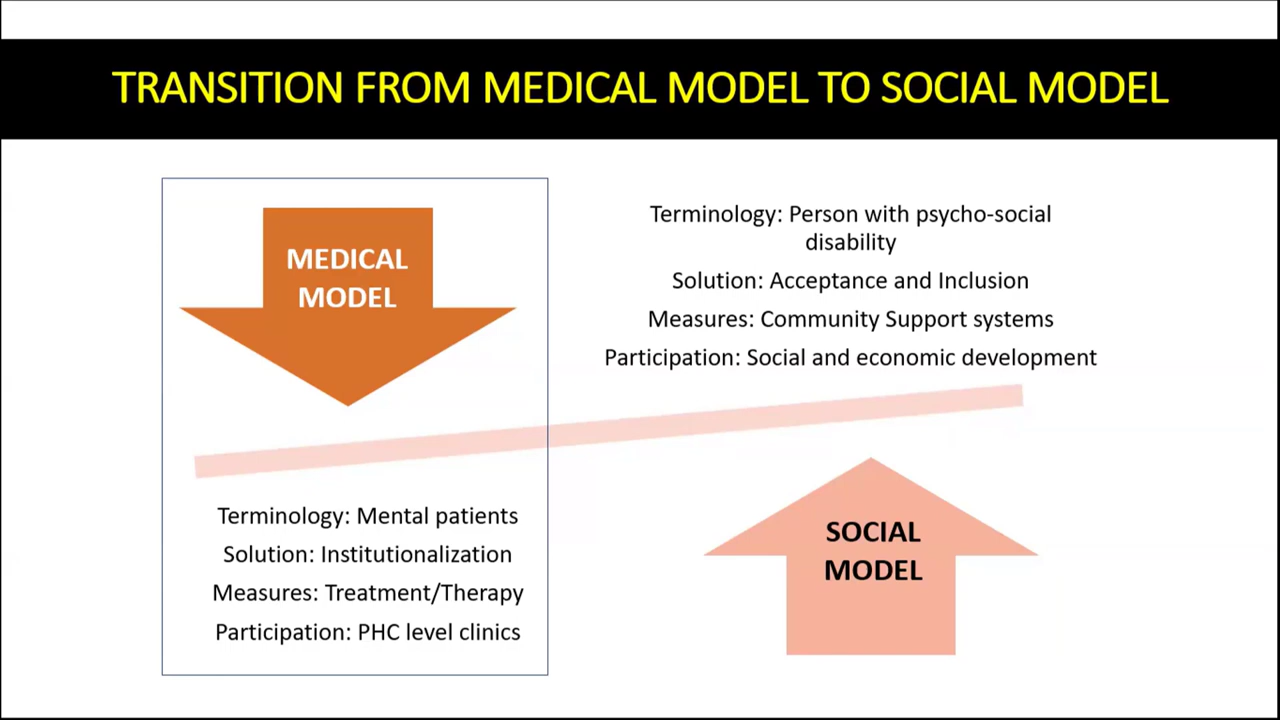 TRANSITION FROM MEDICAL MODEL TO SOCIAL MODEL
MEDICAL
MODEL
Terminology: Mental patients
Solution: Institutionalization
Measures: Treatment/Therapy
Participation: PHC level clinics
Terminology: Person with psycho-social
disability
Solution: Acceptance and Inclusion
Measures: Community Support systems
Participation: Social and economic development
SOCIAL
MODEL